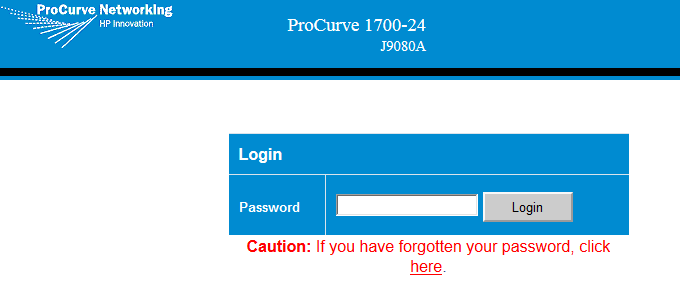 ProCurve Networking
HP Innovation
ProCurve 1700-24
J9080A
Login
Password
Login
Caution: If you have forgotten your password, click
here.